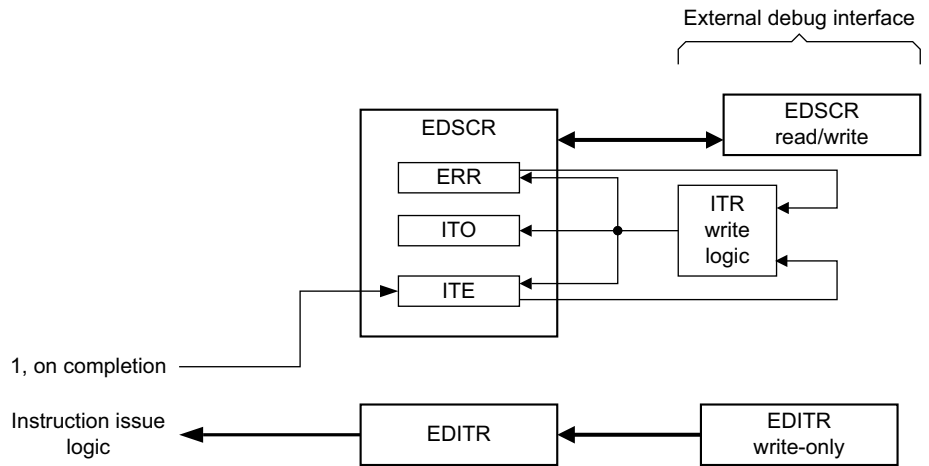 External debug interface
EDSCR
EDSCR
read/write
ERR
ITR
write
logic
ITO
ITE
1, on completion
Instruction issue
logic
EDITR
EDITR
write-only